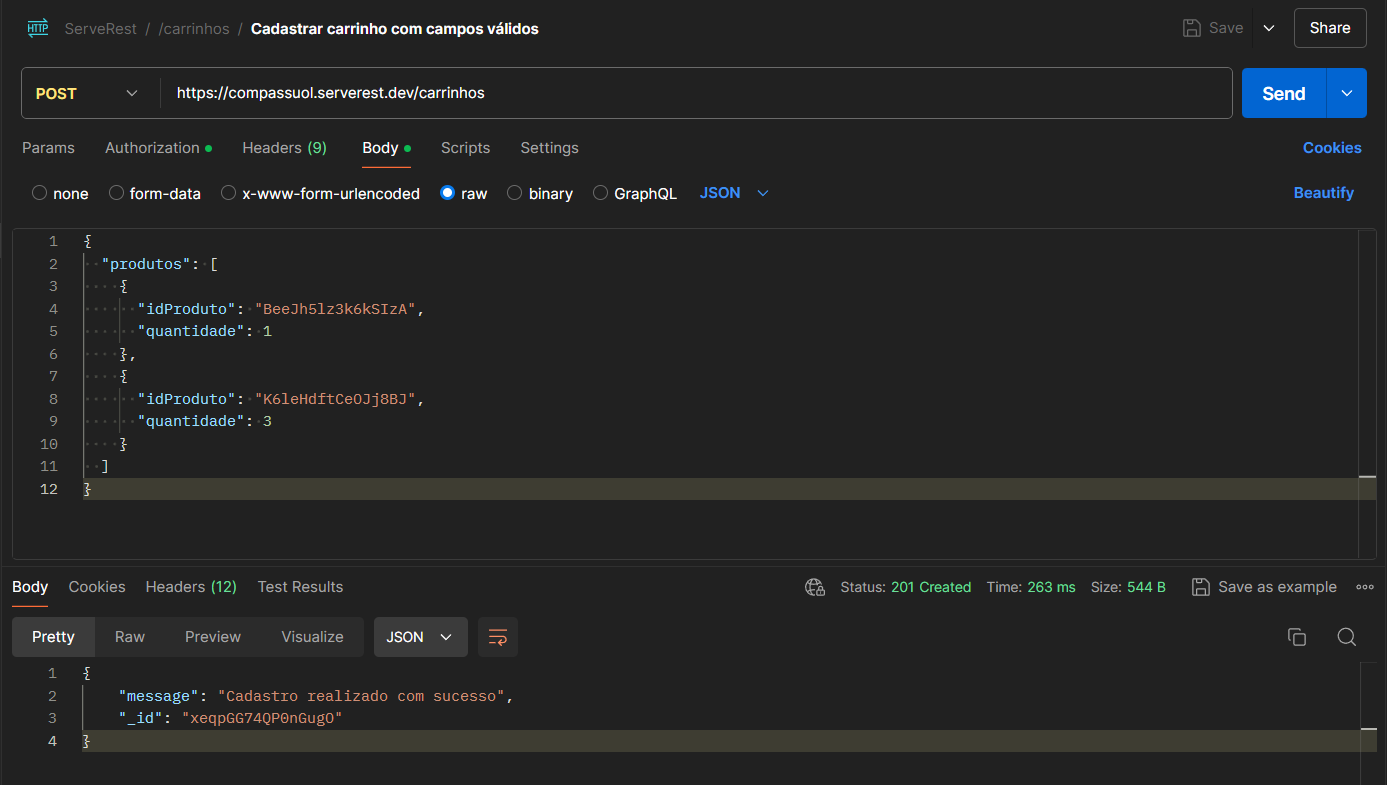 HTTP ServeRest / /carrinhos / Cadastrar carrinho com campos válidos Save Share
POST https://compassuol.serverest.dev/carrinhos Send
Params Authorization Headers (9) Body Scripts Settings Cookies
none form-data x-www-form-urlencoded raw binary GraphQL JSON Beautify
1 {
2 "produtos": [
3 {
4 "idProduto": "BeeJh5lz3k6kSIzA",
5 "quantidade": 1
6 },
7 {
8 "idProduto": "K6leHdftCeOJj8BJ",
9 "quantidade": 3
10 }
11 ]
12 }
Body Cookies Headers (12) Test Results Status: 201 Created Time: 263 ms Size: 544 B Save as example
Pretty Raw Preview Visualize JSON
1 {
2 "message": "Cadastro realizado com sucesso",
3 "_id": "xeqpGG74QP0nGugO"
4 }